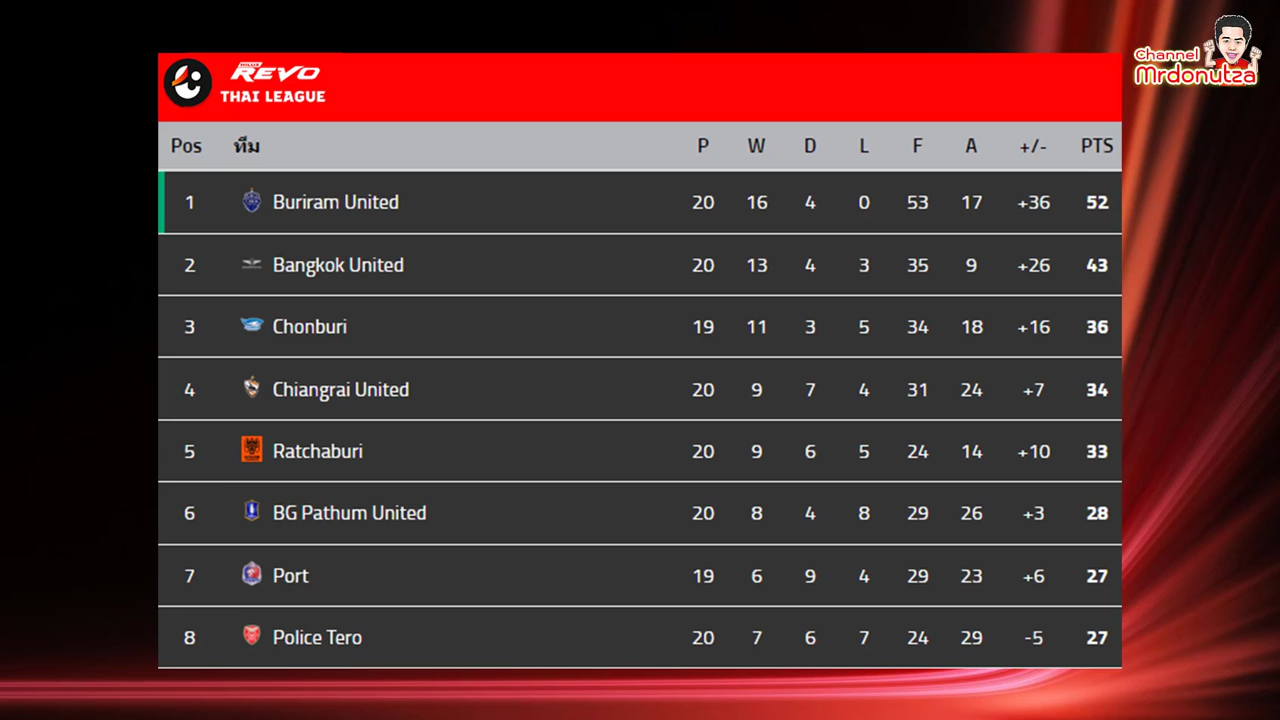 Channel
Mrdonutza
HILUX
REVO
THAI LEAGUE
Pos ทีม P W D L F A +/- PTS
1 Buriram United 20 16 4 0 53 17 +36 52
2 Bangkok United 20 13 4 3 35 9 +26 43
3 Chonburi 19 11 3 5 34 18 +16 36
4 Chiangrai United 20 9 7 4 31 24 +7 34
5 Ratchaburi 20 9 6 5 24 14 +10 33
6 BG Pathum United 20 8 4 8 29 26 +3 28
7 Port 19 6 9 4 29 23 +6 27
8 Police Tero 20 7 6 7 24 29 -5 27